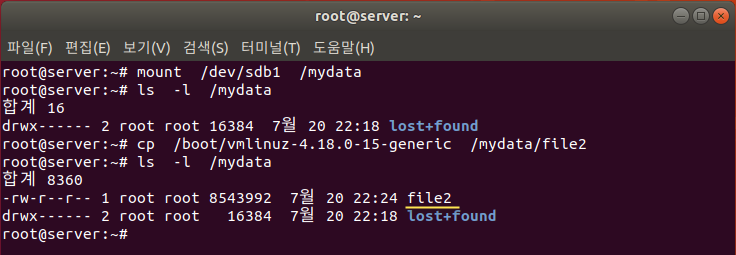 root@server: ~
파일(F) 편집(E) 보기(V) 검색(S) 터미널(T) 도움말(H)
root@server:~# mount  /dev/sdb1  /mydata
root@server:~# ls  -l  /mydata
합계 16
drwx------ 2 root root 16384  7월 20 22:18 lost+found
root@server:~# cp  /boot/vmlinuz-4.18.0-15-generic  /mydata/file2
root@server:~# ls  -l  /mydata
합계 8360
-rw-r--r-- 1 root root 8543992  7월 20 22:24 file2
drwx------ 2 root root   16384  7월 20 22:18 lost+found
root@server:~#